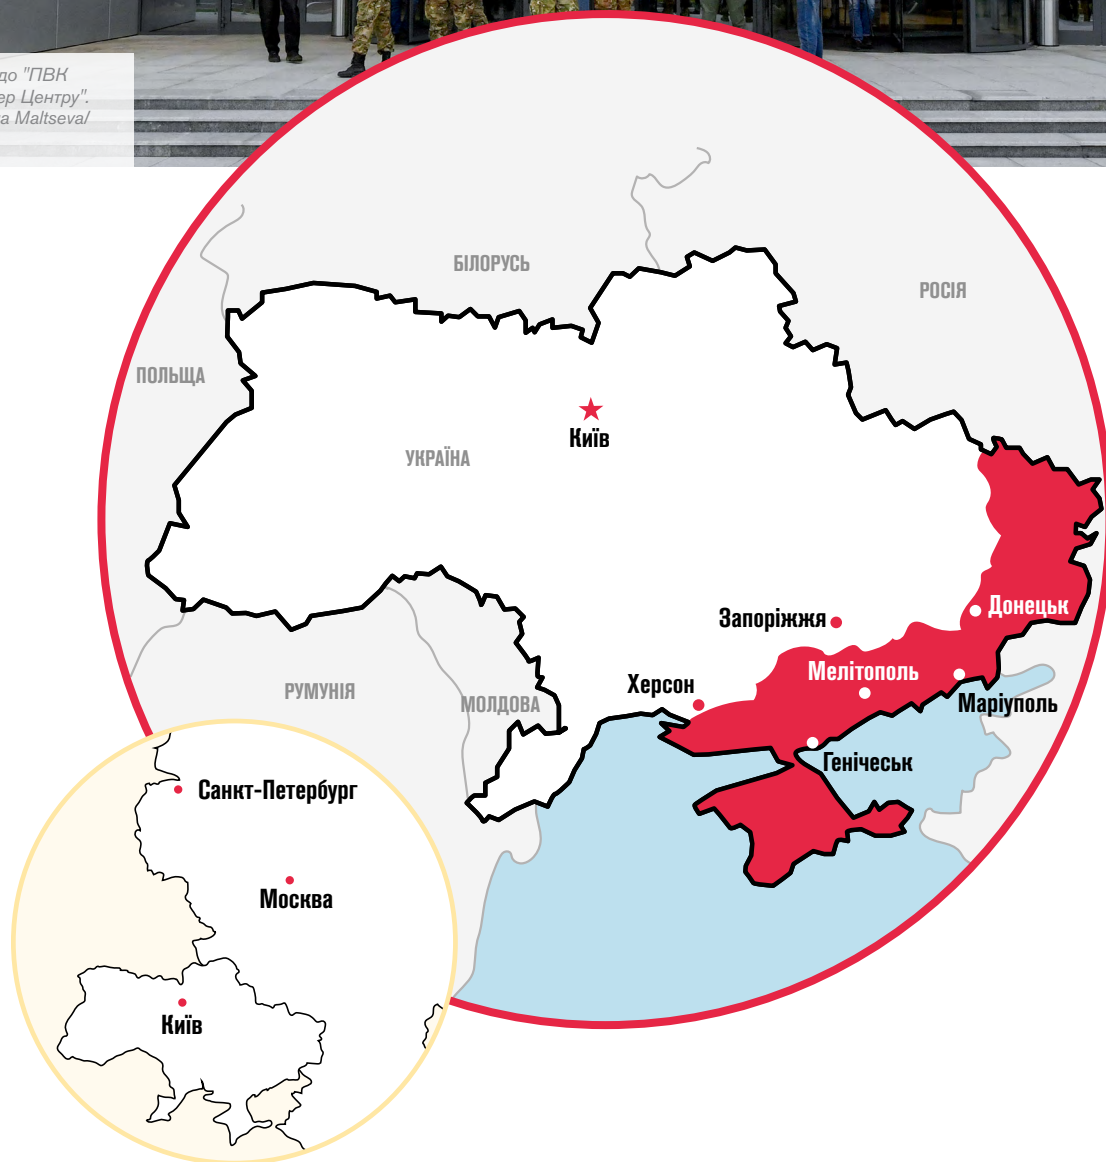 до "ПВК
ер Центру".
a Maltseva/
БІЛОРУСЬ
РОСІЯ
ПОЛЬЩА
Київ
УКРАЇНА
Донецьк
Запоріжжя
Мелітополь
Херсон
РУМУНІЯ
МОЛДОВА
Маріуполь
Генічеськ
Санкт-Петербург
Москва
Київ